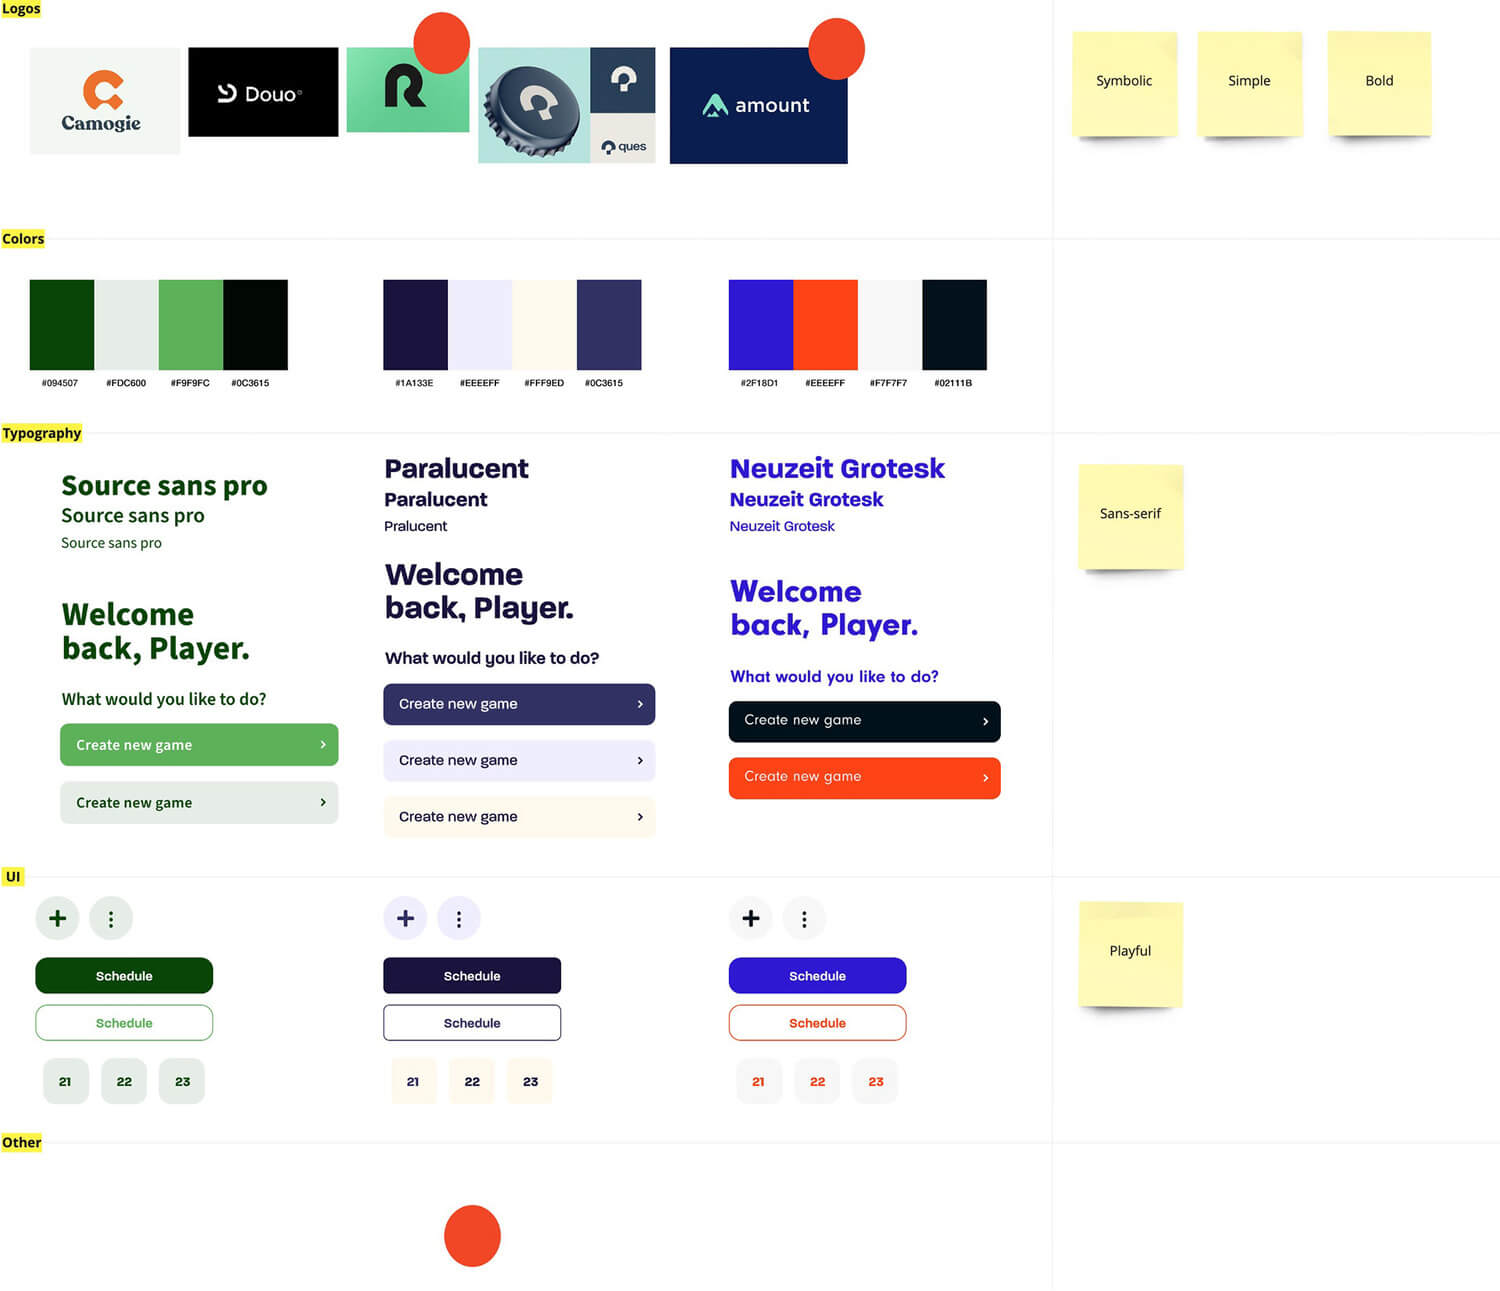 Logos
Camogie
Douo
R
ques
amount
Symbolic
Simple
Bold
Colors
#094507 #FDC600 #F9F9FC #0C3615
#1A133E #EEEEFF #FFF9ED #0C3615
#2F18D1 #EEEEFF #F7F7F7 #02111B
Typography
Source sans pro
Source sans pro
Source sans pro
Welcome
back, Player.
What would you like to do?
Create new game
Create new game
Paralucent
Paralucent
Pralucent
Welcome
back, Player.
What would you like to do?
Create new game
Create new game
Create new game
Neuzeit Grotesk
Neuzeit Grotesk
Neuzeit Grotesk
Welcome
back, Player.
What would you like to do?
Create new game
Create new game
Sans-serif
UI
Schedule
Schedule
21 22 23
Schedule
Schedule
21 22 23
Schedule
Schedule
21 22 23
Playful
Other